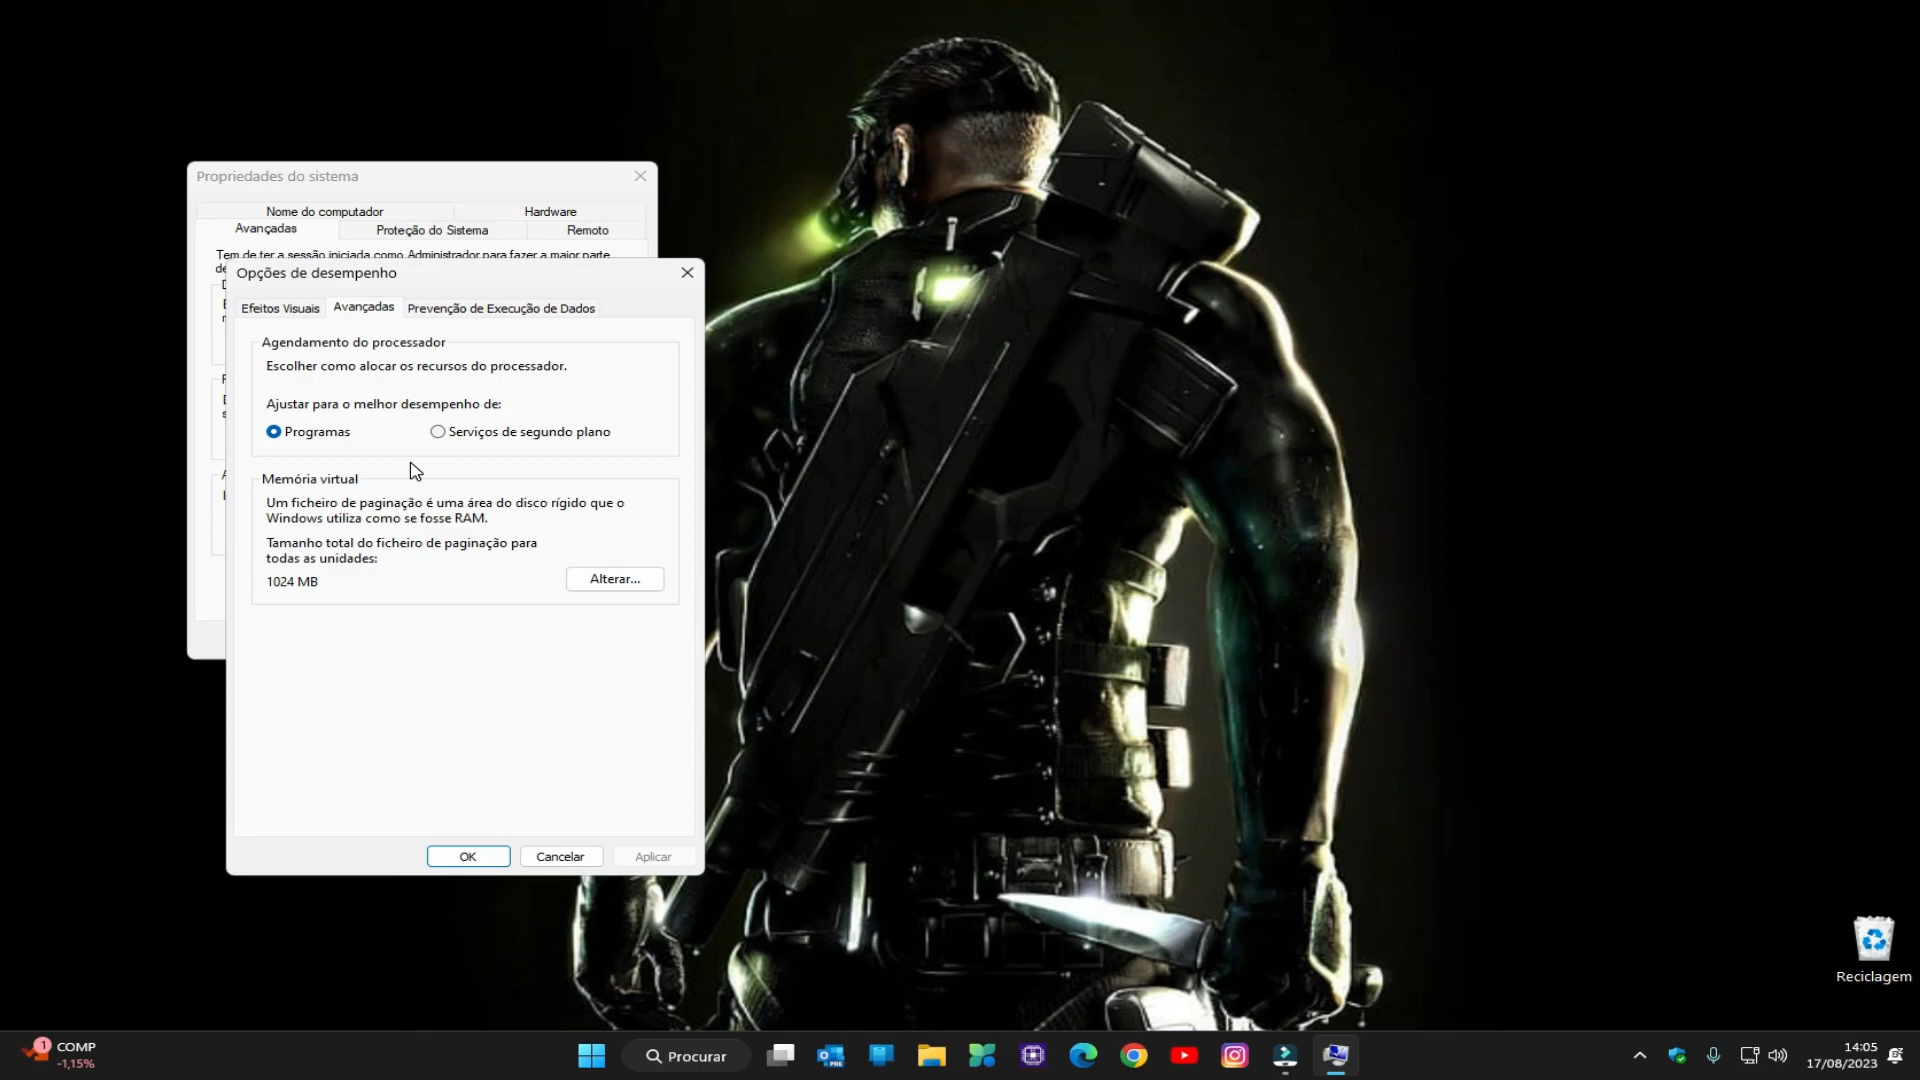 Propriedades do sistema
Nome do computador
Hardware
Avançadas
Proteção do Sistema
Remoto
Tem de ter a sessão iniciada como Administrador para fazer a maior parte
Opções de desempenho
Efeitos Visuais
Avançadas
Prevenção de Execução de Dados
Agendamento do processador
Escolher como alocar os recursos do processador.
Ajustar para o melhor desempenho de:
Programas
Serviços de segundo plano
Memória virtual
Um ficheiro de paginação é uma área do disco rígido que o
Windows utiliza como se fosse RAM.
Tamanho total do ficheiro de paginação para
todas as unidades:
1024 MB
Alterar...
OK
Cancelar
Aplicar
Reciclagem
1
COMP
-1,15%
Procurar
PRE
14:05
17/08/2023